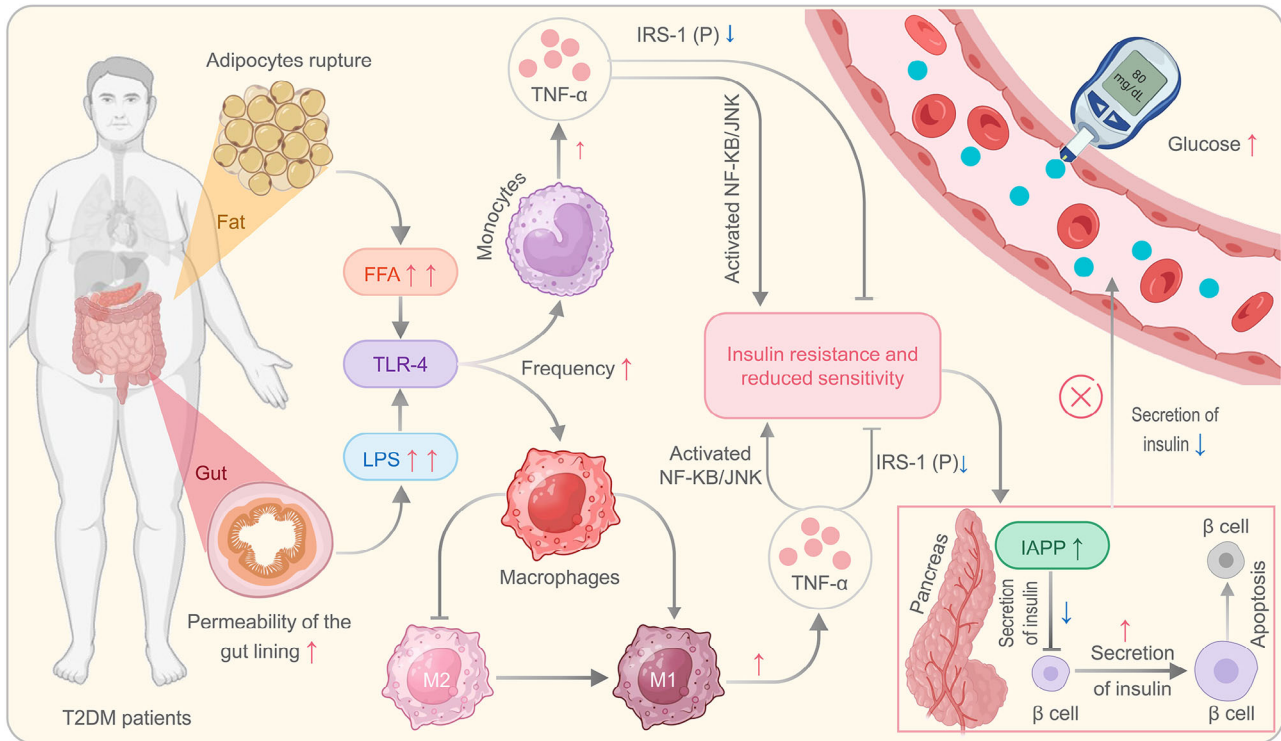 Adipocytes rupture
Fat
FFA ↑ ↑
TLR-4
LPS ↑ ↑
Gut
Permeability of the
gut lining ↑
T2DM patients
Monocytes
↑
TNF-α
IRS-1 (P) ↓
Activated NF-KB/JNK
Frequency ↑
Macrophages
M2
M1
↑
TNF-α
Activated
NF-KB/JNK
IRS-1 (P)↓
Insulin resistance and
reduced sensitivity
80
mg/dL
Glucose ↑
Secretion of
insulin ↓
Pancreas
IAPP ↑
Secretion
of insulin
↓
β cell
↑
Secretion
of insulin
β cell
Apoptosis
β cell